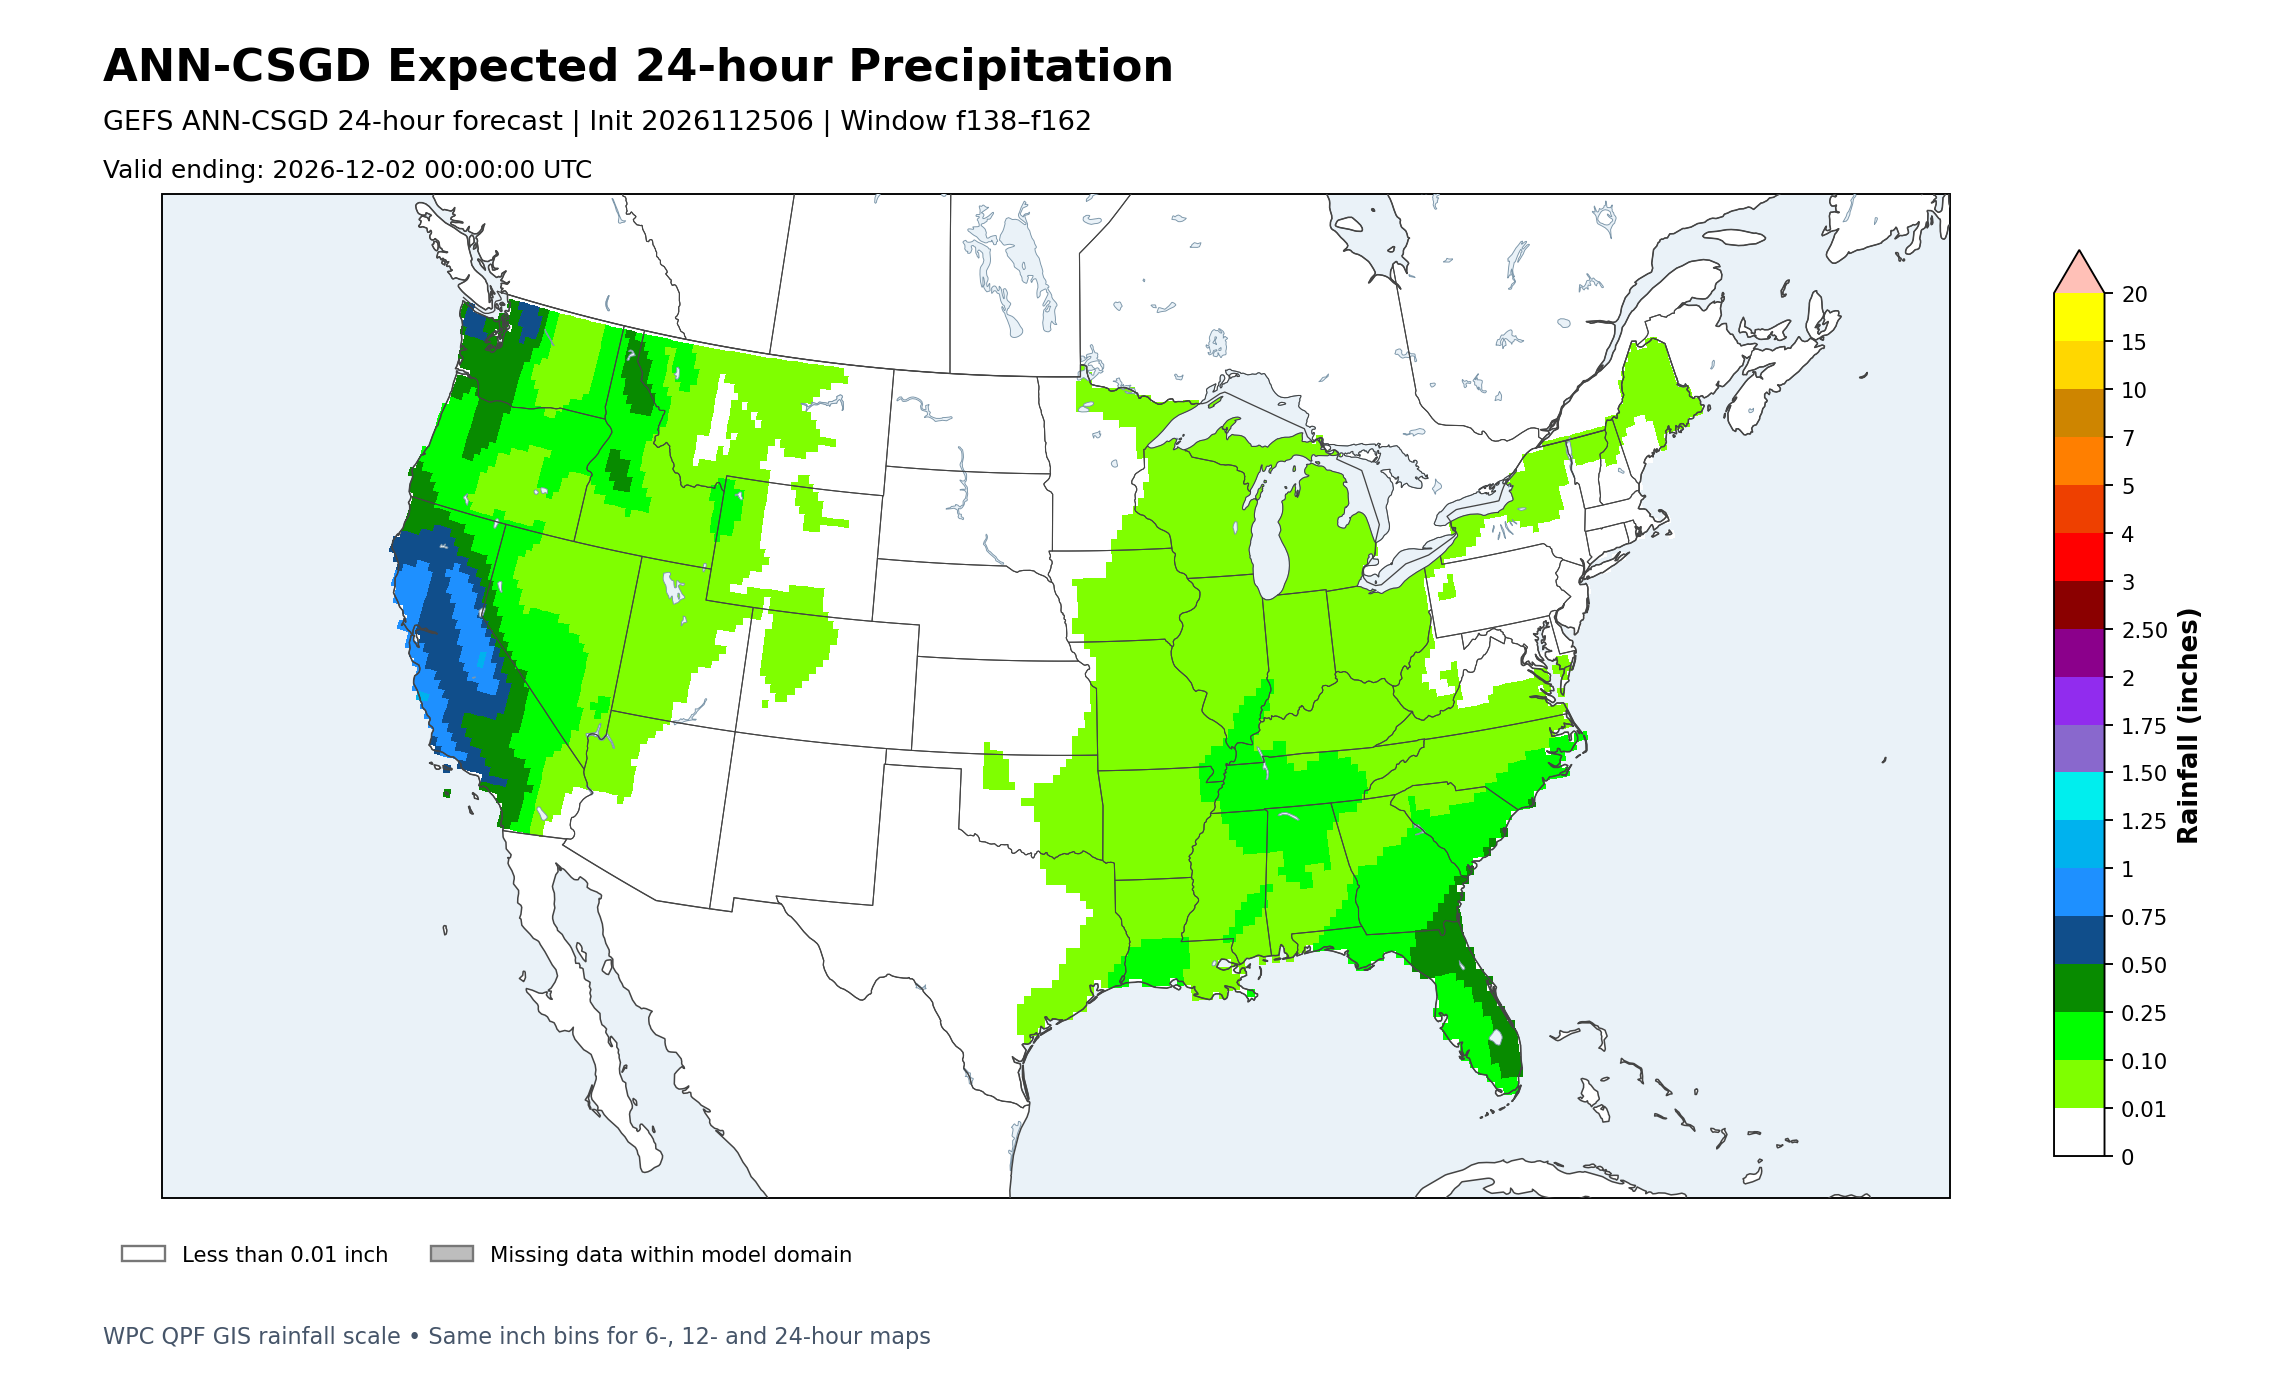 ANN-CSGD Expected 24-hour Precipitation
GEFS ANN-CSGD 24-hour forecast | Init 2026112506 | Window f138–f162
Valid ending: 2026-12-02 00:00:00 UTC
20
15
10
7
5
4
3
2.50
2
1.75
1.50
1.25
1
0.75
0.50
0.25
0.10
0.01
0
Rainfall (inches)
Less than 0.01 inch
Missing data within model domain
WPC QPF GIS rainfall scale • Same inch bins for 6-, 12- and 24-hour maps